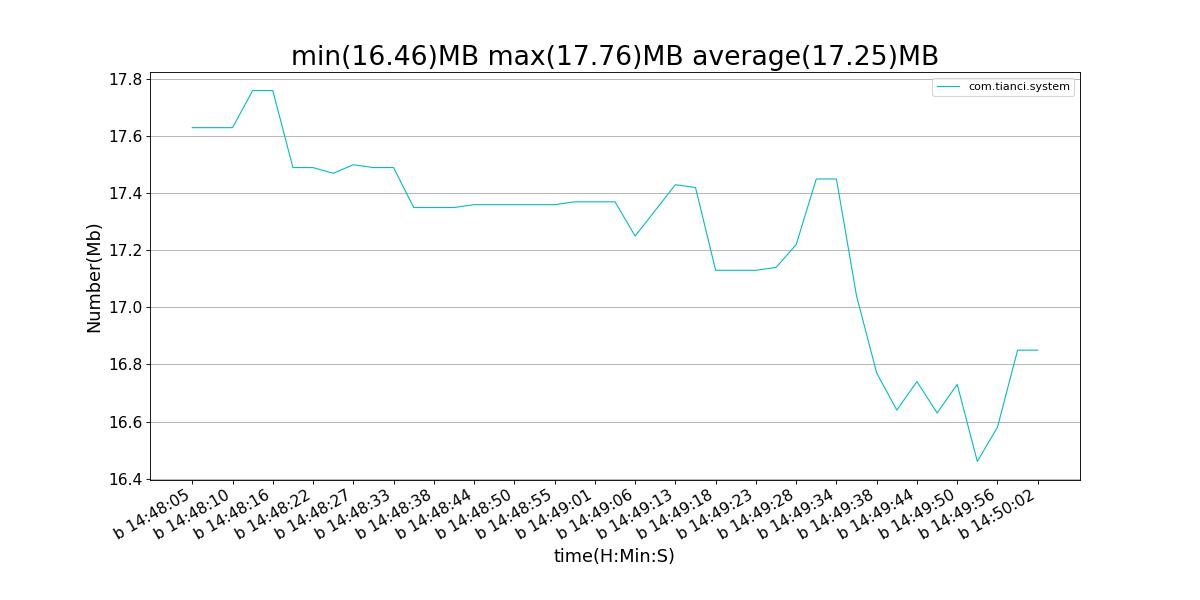 min(16.46)MB max(17.76)MB average(17.25)MB
com.tianci.system
17.8
17.6
17.4
17.2
17.0
16.8
16.6
16.4
Number(Mb)
b 14:48:05
b 14:48:10
b 14:48:16
b 14:48:22
b 14:48:27
b 14:48:33
b 14:48:38
b 14:48:44
b 14:48:50
b 14:48:55
b 14:49:01
b 14:49:06
b 14:49:13
b 14:49:18
b 14:49:23
b 14:49:28
b 14:49:34
b 14:49:38
b 14:49:44
b 14:49:50
b 14:49:56
b 14:50:02
time(H:Min:S)